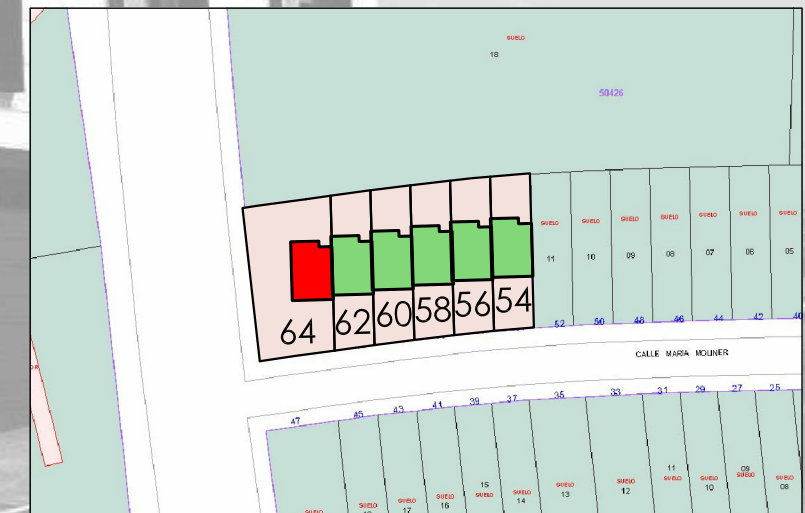 SUELO
18
50426
SUELO SUELO SUELO SUELO SUELO SUELO SUELO
11 10 09 08 07 06 05
64 62 60 58 56 54
52 50 48 46 44 42 40
CALLE MARIA MOLINER
47 45 43 41 39 37 35 33 31 29 27 25
11 09
SUELO SUELO SUELO
10 08
15
SUELO SUELO SUELO SUELO
14 13 12
SUELO SUELO SUELO SUELO
17 16